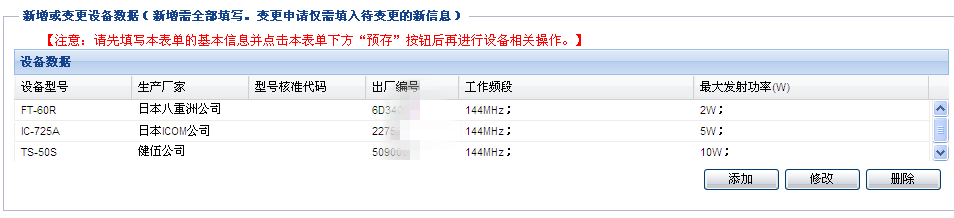 新增或变更设备数据(新增需全部填写。变更申请仅需填入待变更的新信息)
【注意：请先填写本表单的基本信息并点击本表单下方“预存”按钮后再进行设备相关操作。】
设备数据
设备型号 生产厂家 型号核准代码 出厂编号 工作频段 最大发射功率(W)
FT-60R 日本八重洲公司 6D34 144MHz; 2W;
IC-725A 日本ICOM公司 2275 144MHz; 5W;
TS-50S 健伍公司 5090 144MHz; 10W;
添加 修改 删除